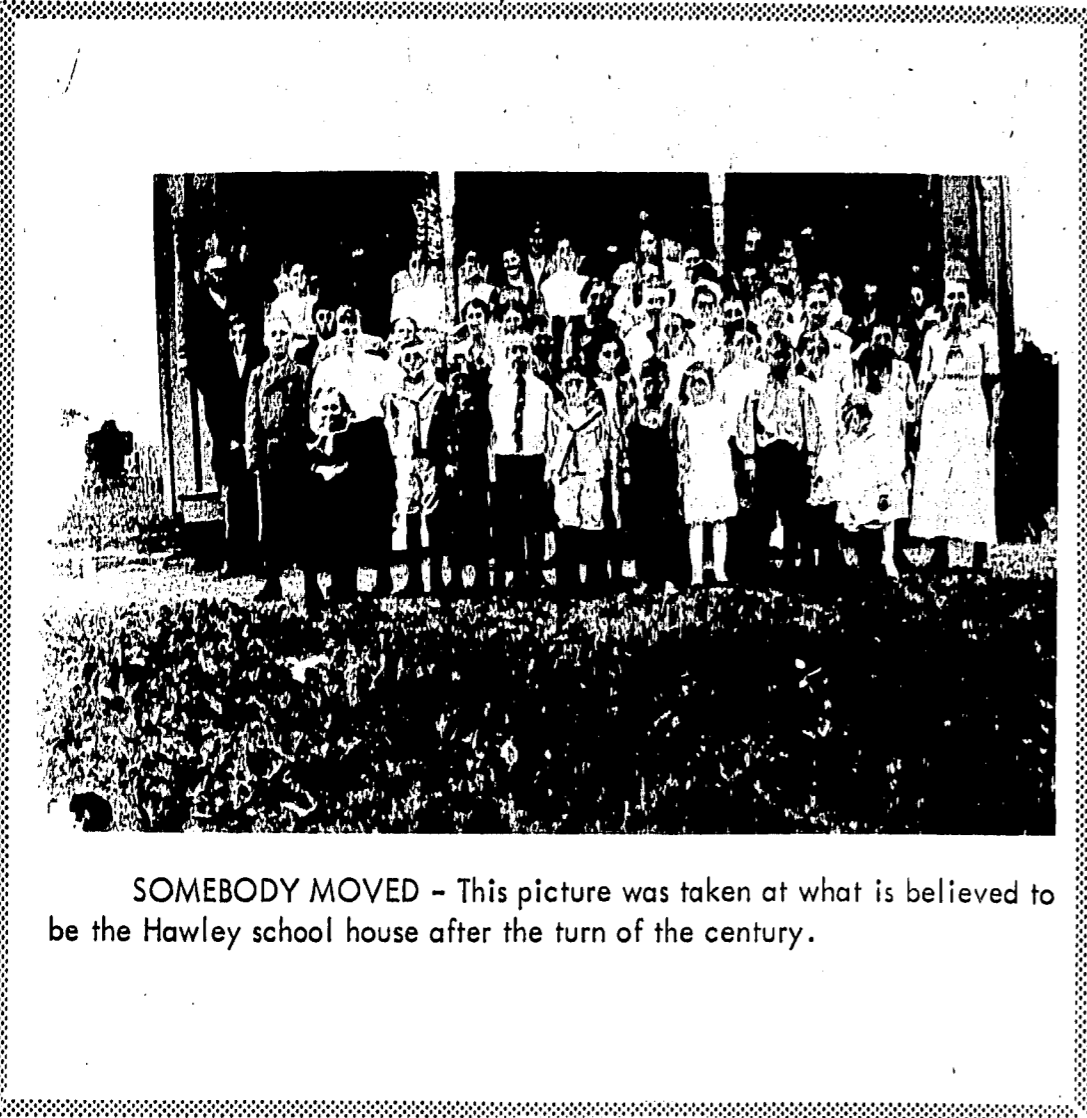 SOMEBODY MOVED - This picture was taken at what is believed to
be the Hawley school house after the turn of the century.